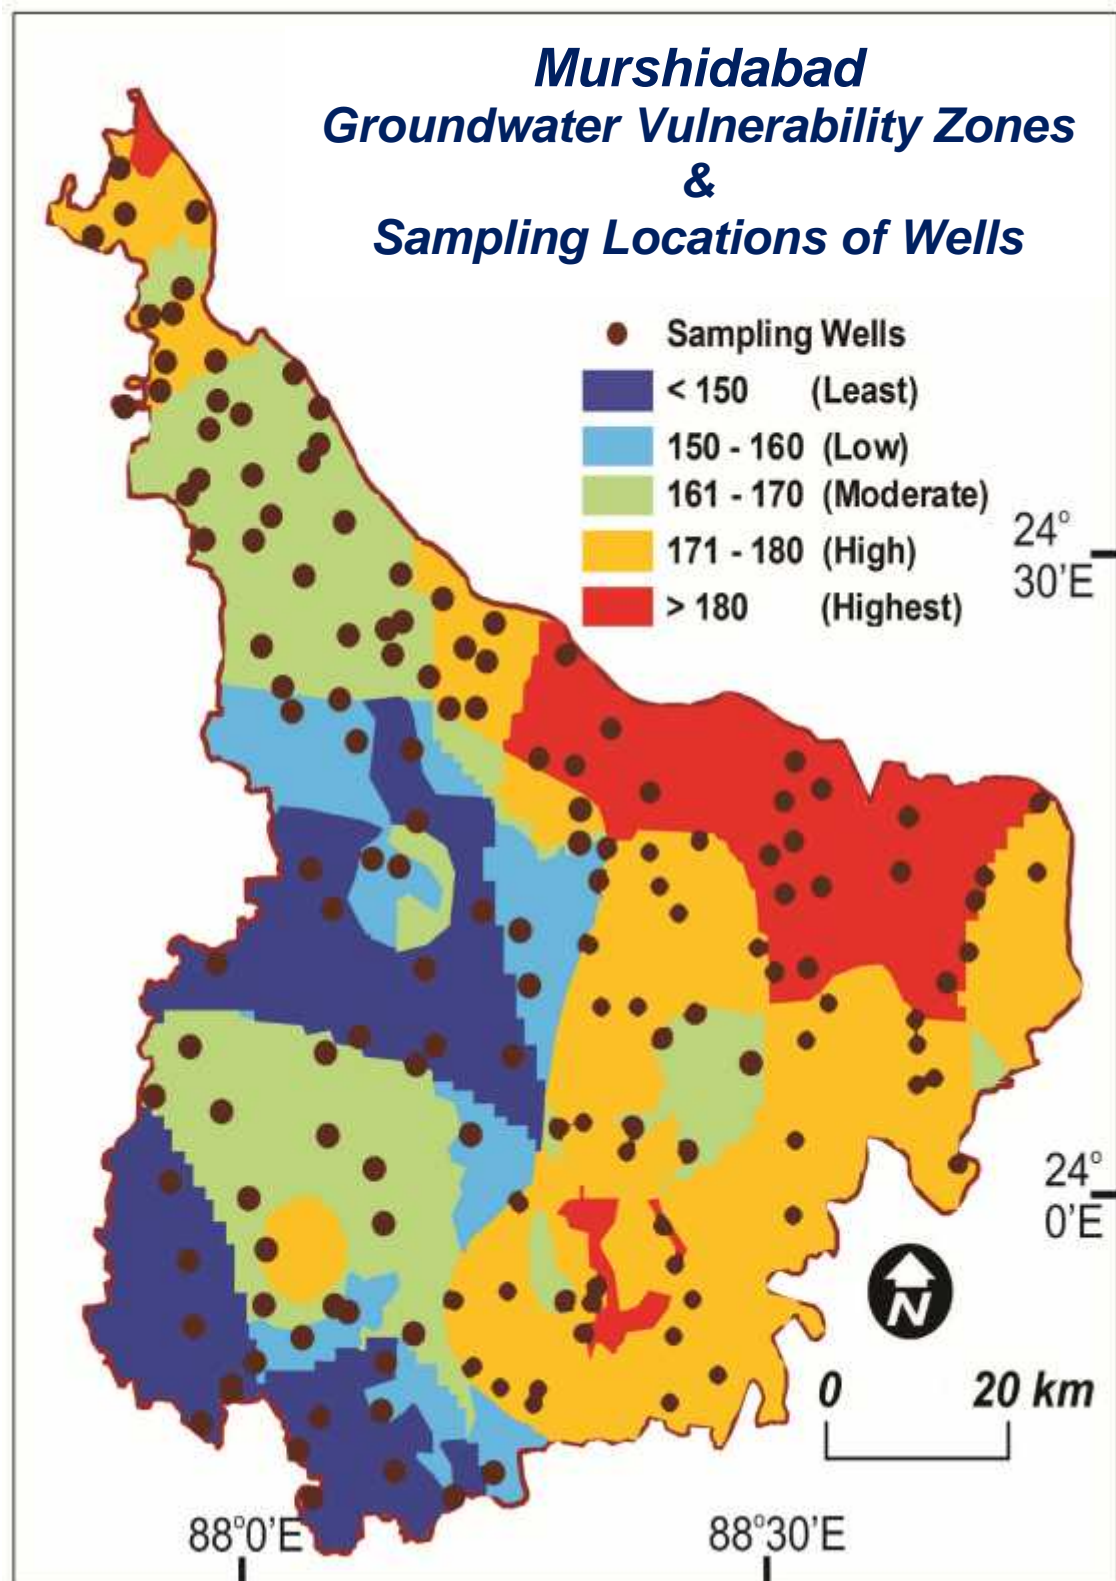 Murshidabad
Groundwater Vulnerability Zones
&
Sampling Locations of Wells
Sampling Wells
< 150 (Least)
150 - 160 (Low)
161 - 170 (Moderate)
171 - 180 (High)
> 180 (Highest)
24°
30'E
24°
0'E
N
0 20 km
88°0'E 88°30'E